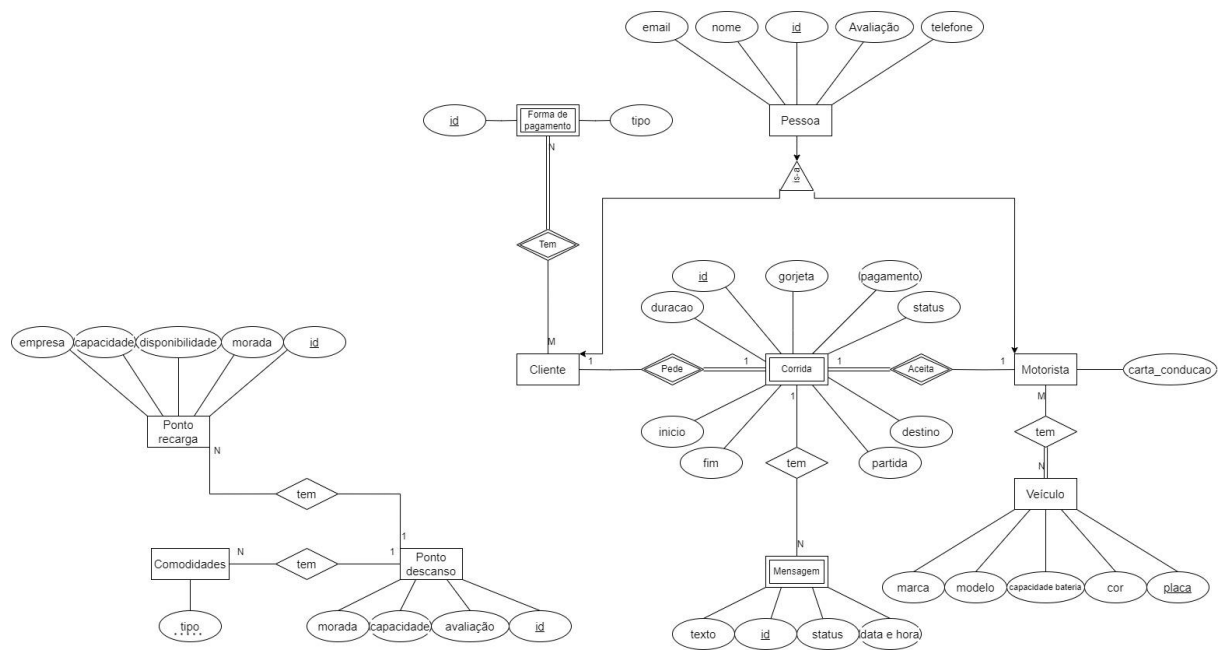 email
nome
id
Avaliação
telefone
id
Forma de
pagamento
tipo
Pessoa
N
is-a
Tem
M
id
gorjeta
pagamento
duracao
status
empresa
capacidade
disponibilidade
morada
id
Cliente
1
Pede
1
Corrida
1
Aceita
1
Motorista
carta_conducao
1
M
inicio
destino
fim
partida
tem
tem
Ponto
recarga
N
N
Veículo
tem
1
N
Comodidades
N
tem
1
Ponto
descanso
Mensagem
marca
modelo
capacidade bateria
cor
placa
tipo
morada
capacidade
avaliação
id
texto
id
status
data e hora